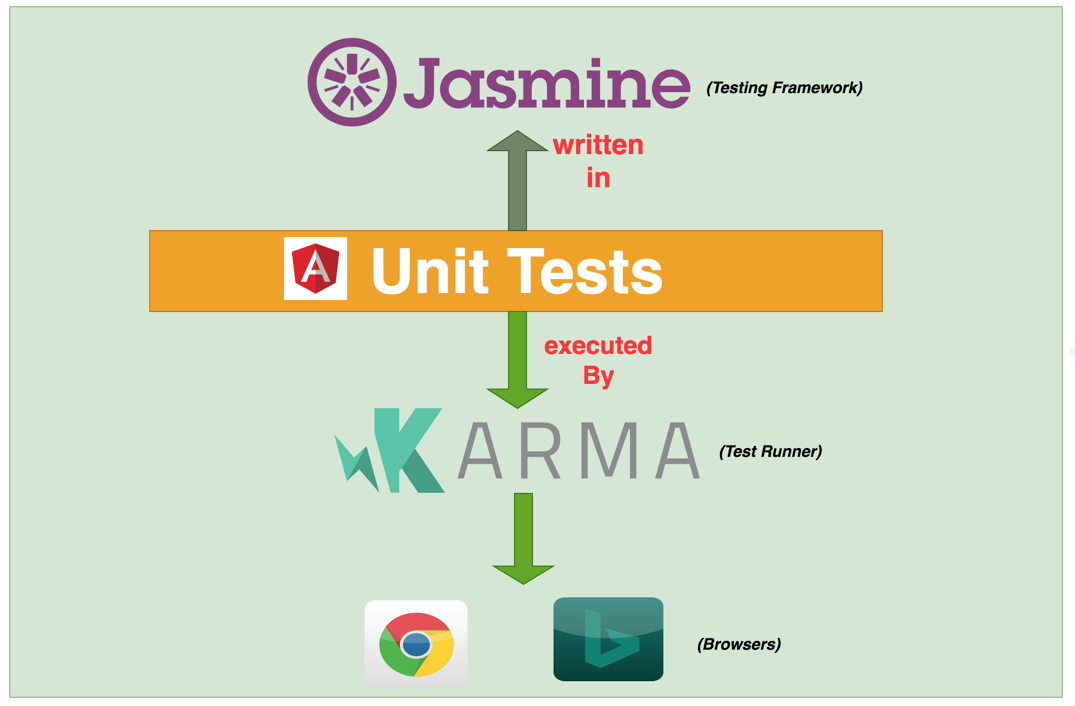 Jasmine (Testing Framework)
written
in
A Unit Tests
executed
By
KARMA (Test Runner)
b
(Browsers)